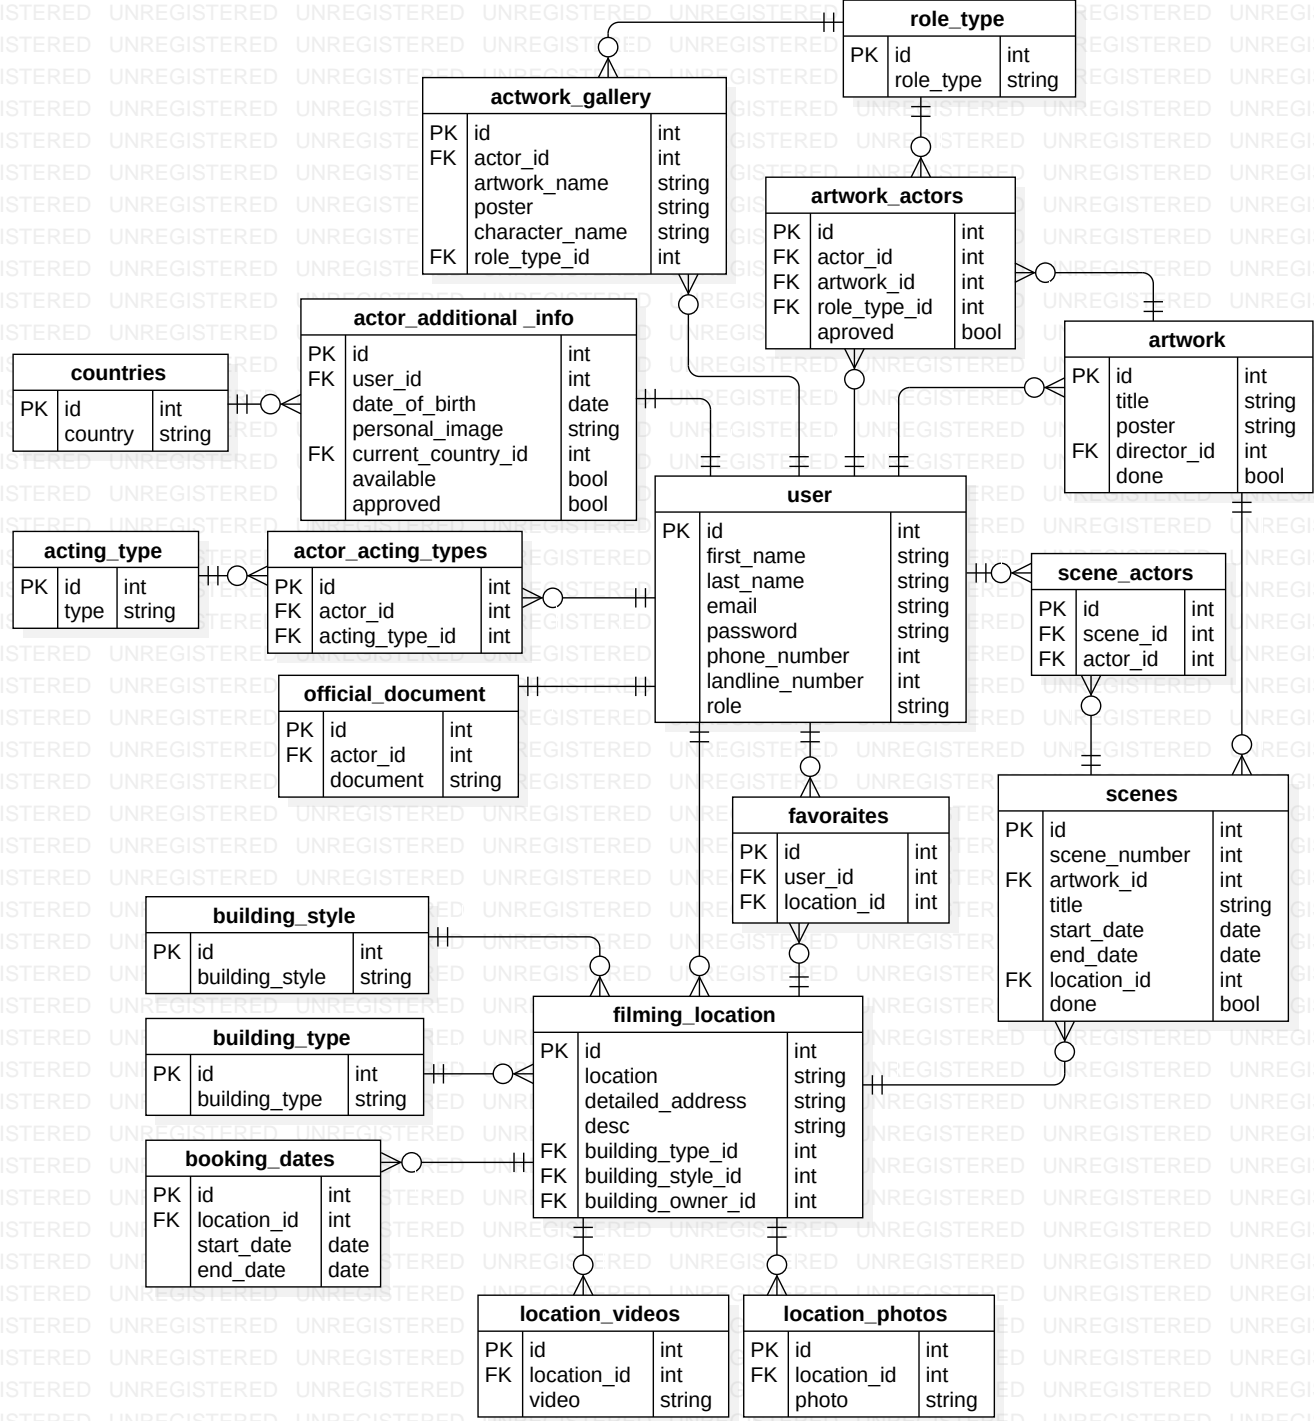 role_type
PK id int
role_type string
actwork_gallery
PK id int
FK actor_id int
artwork_name string
poster string
character_name string
FK role_type_id int
artwork_actors
PK id int
FK actor_id int
FK artwork_id int
FK role_type_id int
aproved bool
actor_additional _info
PK id int
FK user_id int
date_of_birth date
personal_image string
FK current_country_id int
available bool
approved bool
countries
PK id int
country string
artwork
PK id int
title string
poster string
FK director_id int
done bool
user
PK id int
first_name string
last_name string
email string
password string
phone_number int
landline_number int
role string
acting_type
PK id int
type string
actor_acting_types
PK id int
FK actor_id int
FK acting_type_id int
scene_actors
PK id int
FK scene_id int
FK actor_id int
official_document
PK id int
FK actor_id int
document string
favoraites
PK id int
FK user_id int
FK location_id int
scenes
PK id int
scene_number int
FK artwork_id int
title string
start_date date
end_date date
FK location_id int
done bool
building_style
PK id int
building_style string
building_type
PK id int
building_type string
filming_location
PK id int
location string
detailed_address string
desc string
FK building_type_id int
FK building_style_id int
FK building_owner_id int
booking_dates
PK id int
FK location_id int
start_date date
end_date date
location_videos
PK id int
FK location_id int
video string
location_photos
PK id int
FK location_id int
photo string
UNREGISTERED